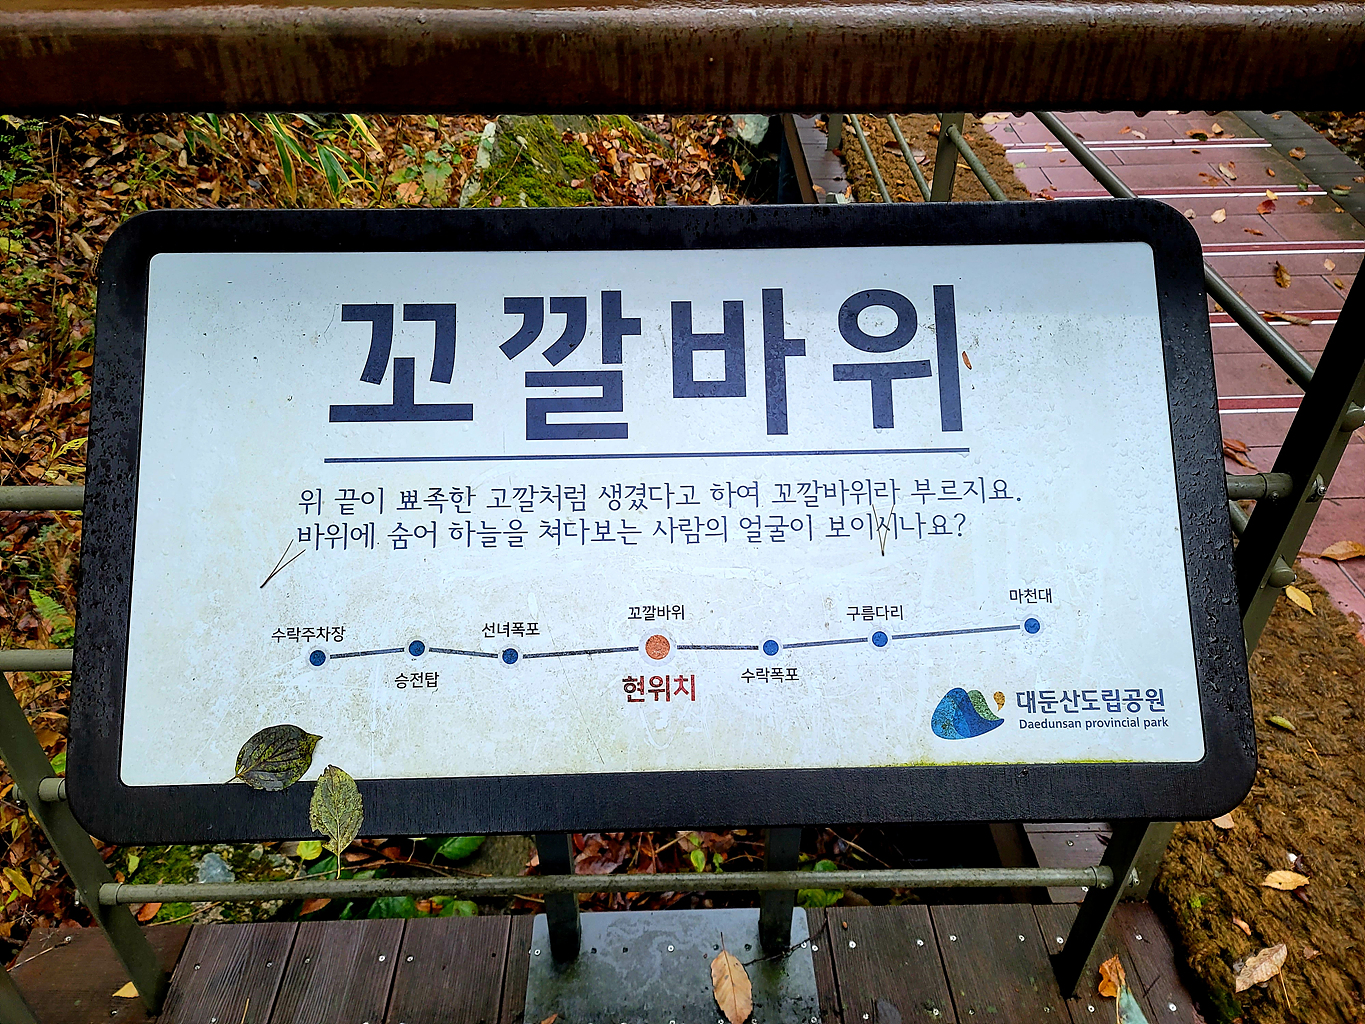 꼬깔바위
위 끝이 뾰족한 고깔처럼 생겼다고 하여 꼬깔바위라 부르지요.
바위에 숨어 하늘을 쳐다보는 사람의 얼굴이 보이시나요?
수락주차장
승전탑
선녀폭포
꼬깔바위
현위치
수락폭포
구름다리
마천대
대둔산도립공원
Daedunsan provincial park